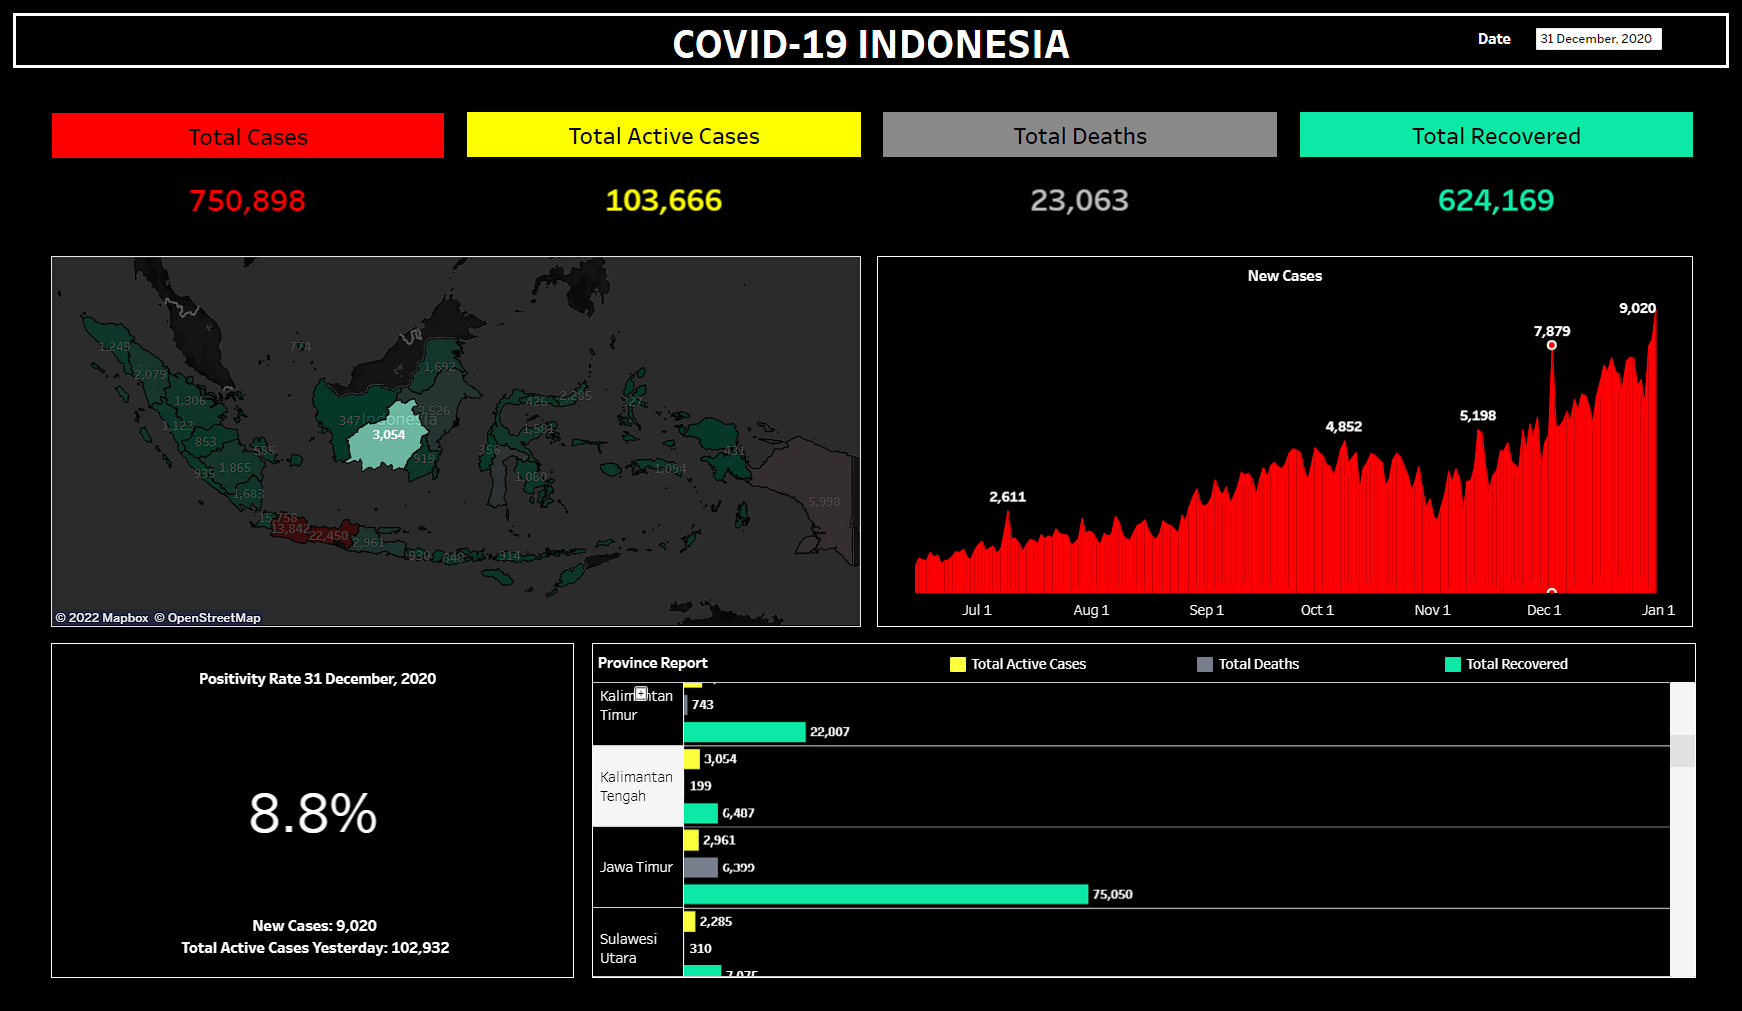 COVID-19 INDONESIA
Date
31 December, 2020
Total Cases
Total Active Cases
Total Deaths
Total Recovered
750,898
103,666
23,063
624,169
1,249
774
2,079
1,692
1,306
426
2,285
327
3,526
347
Indonesia
1,123
1,581
3,054
853
585
356
431
919
1,865
1,094
935
1,080
1,683
5,998
15,758
13,842
22,450
2,961
930
848
914
© 2022 Mapbox © OpenStreetMap
New Cases
9,020
7,879
5,198
4,852
2,611
Jul 1
Aug 1
Sep 1
Oct 1
Nov 1
Dec 1
Jan 1
Positivity Rate 31 December, 2020
8.8%
New Cases: 9,020
Total Active Cases Yesterday: 102,932
Province Report
Total Active Cases
Total Deaths
Total Recovered
Kalimantan
Timur
743
22,007
Kalimantan
Tengah
3,054
199
6,487
Jawa Timur
2,961
6,399
75,050
Sulawesi
Utara
2,285
310